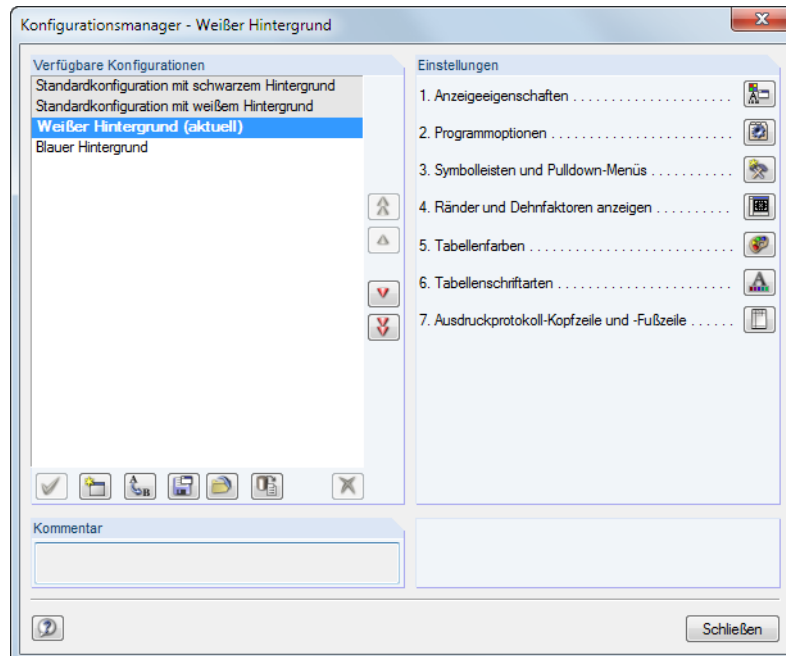 Konfigurationsmanager - Weißer Hintergrund
Verfügbare Konfigurationen
Standardkonfiguration mit schwarzem Hintergrund
Standardkonfiguration mit weißem Hintergrund
Weißer Hintergrund (aktuell)
Blauer Hintergrund
Kommentar
Einstellungen
1. Anzeigeeigenschaften
2. Programmoptionen
3. Symbolleisten und Pulldown-Menüs
4. Ränder und Dehnfaktoren anzeigen
5. Tabellenfarben
6. Tabellenschriftarten
7. Ausdruckprotokoll-Kopfzeile und -Fußzeile
Schließen